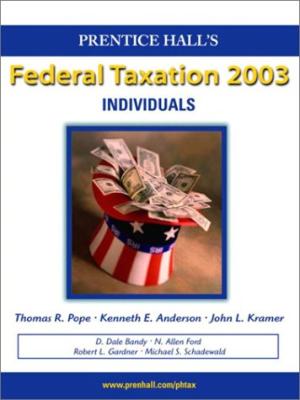 PRENTICE HALL'S
Federal Taxation 2003
INDIVIDUALS
Thomas R. Pope · Kenneth E. Anderson · John L. Kramer
D. Dale Bandy · N. Allen Ford
Robert L. Gardner · Michael S. Schadewald
www.prenhall.com/phtax